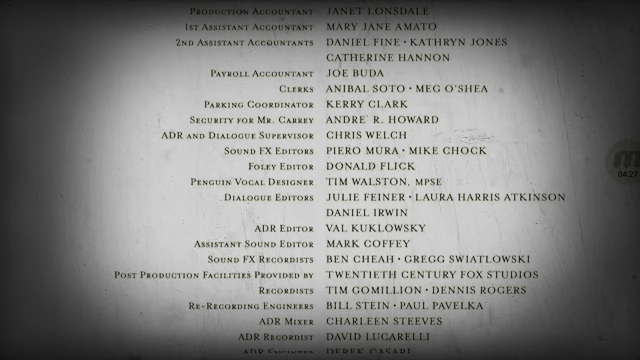 Production Accountant JANET LONSDALE
1st Assistant Accountant MARY JANE AMATO
2nd Assistant Accountants DANIEL FINE • KATHRYN JONES
CATHERINE HANNON
Payroll Accountant JOE BUDA
Clerks ANIBAL SOTO • MEG O'SHEA
Parking Coordinator KERRY CLARK
Security for Mr. Carrey ANDRE' R. HOWARD
ADR and Dialogue Supervisor CHRIS WELCH
Sound FX Editors PIERO MURA • MIKE CHOCK
Foley Editor DONALD FLICK
Penguin Vocal Designer TIM WALSTON, MPSE
Dialogue Editors JULIE FEINER • LAURA HARRIS ATKINSON
DANIEL IRWIN
ADR Editor VAL KUKLOWSKY
Assistant Sound Editor MARK COFFEY
Sound FX Recordists BEN CHEAH • GREGG SWIATLOWSKI
Post Production Facilities Provided by TWENTIETH CENTURY FOX STUDIOS
Recordists TIM GOMILLION • DENNIS ROGERS
Re-Recording Engineers BILL STEIN • PAUL PAVELKA
ADR Mixer CHARLEEN STEEVES
ADR Recordist DAVID LUCARELLI
ADR Engineer DEREK CASARI
04:27